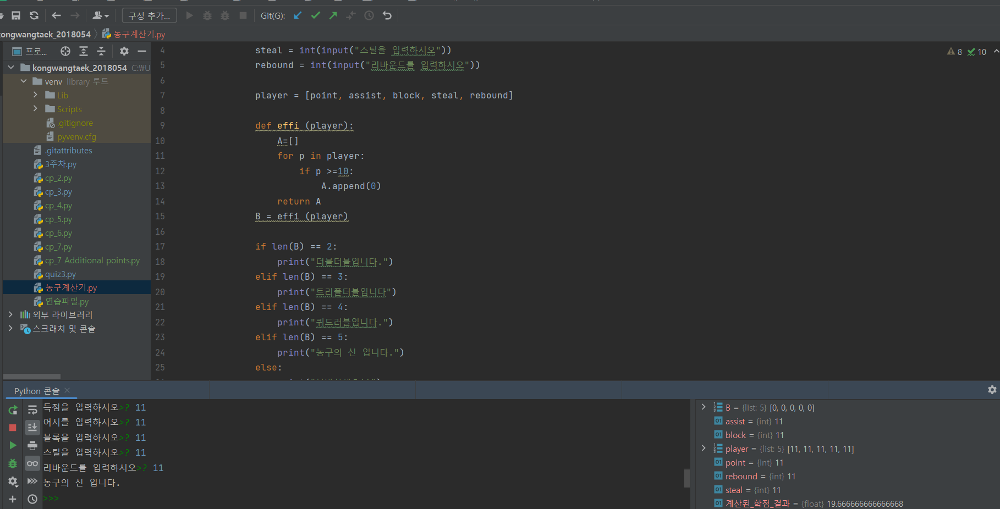 구성 추가...
Git(G):
kongwangtaek_2018054
농구계산기.py
프로...
kongwangtaek_2018054 C:₩U
venv library 루트
Lib
Scripts
.gitignore
pyvenv.cfg
.gitattributes
3주차.py
cp_2.py
cp_3.py
cp_4.py
cp_5.py
cp_6.py
cp_7.py
cp_7 Additional points.py
quiz3.py
농구계산기.py
연습파일.py
외부 라이브러리
스크래치 및 콘솔
8 10
4 steal = int(input("스틸을 입력하시오"))
5 rebound = int(input("리바운드를 입력하시오"))
6
7 player = [point, assist, block, steal, rebound]
8
9 def effi (player):
10 A=[]
11 for p in player:
12 if p >=10:
13 A.append(0)
14 return A
15 B = effi (player)
16
17 if len(B) == 2:
18 print("더블더블입니다.")
19 elif len(B) == 3:
20 print("트리플더블입니다")
21 elif len(B) == 4:
22 print("쿼드러블입니다.")
23 elif len(B) == 5:
24 print("농구의 신 입니다.")
25 else:
Python 콘솔
득점을 입력하시오>? 11
어시를 입력하시오>? 11
블록을 입력하시오>? 11
스틸을 입력하시오>? 11
리바운드를 입력하시오>? 11
농구의 신 입니다.
>>>
B = {list: 5} [0, 0, 0, 0, 0]
assist = {int} 11
block = {int} 11
player = {list: 5} [11, 11, 11, 11, 11]
point = {int} 11
rebound = {int} 11
steal = {int} 11
계산된_학점_결과 = {float} 19.666666666666668